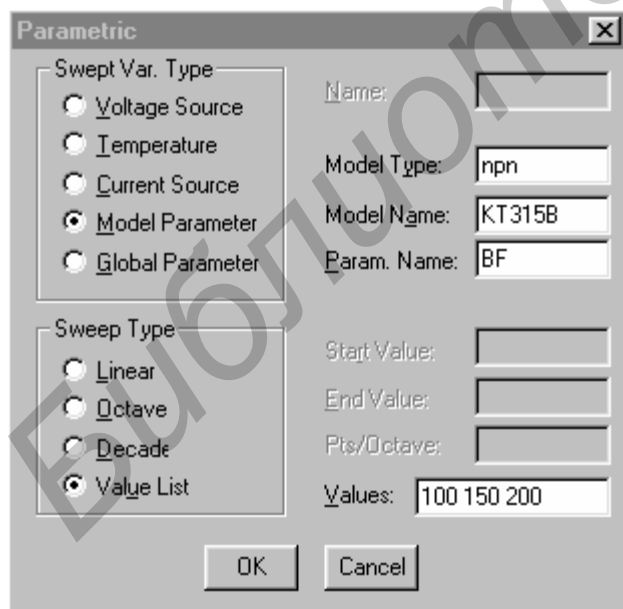 Parametric
Swept Var. Type
Voltage Source
Temperature
Current Source
Model Parameter
Global Parameter
Name:
Model Type: npn
Model Name: KT315B
Param. Name: BF
Sweep Type
Linear
Octave
Decade
Value List
Start Value:
End Value:
Pts/Octave:
Values: 100 150 200
OK Cancel
Библиоте